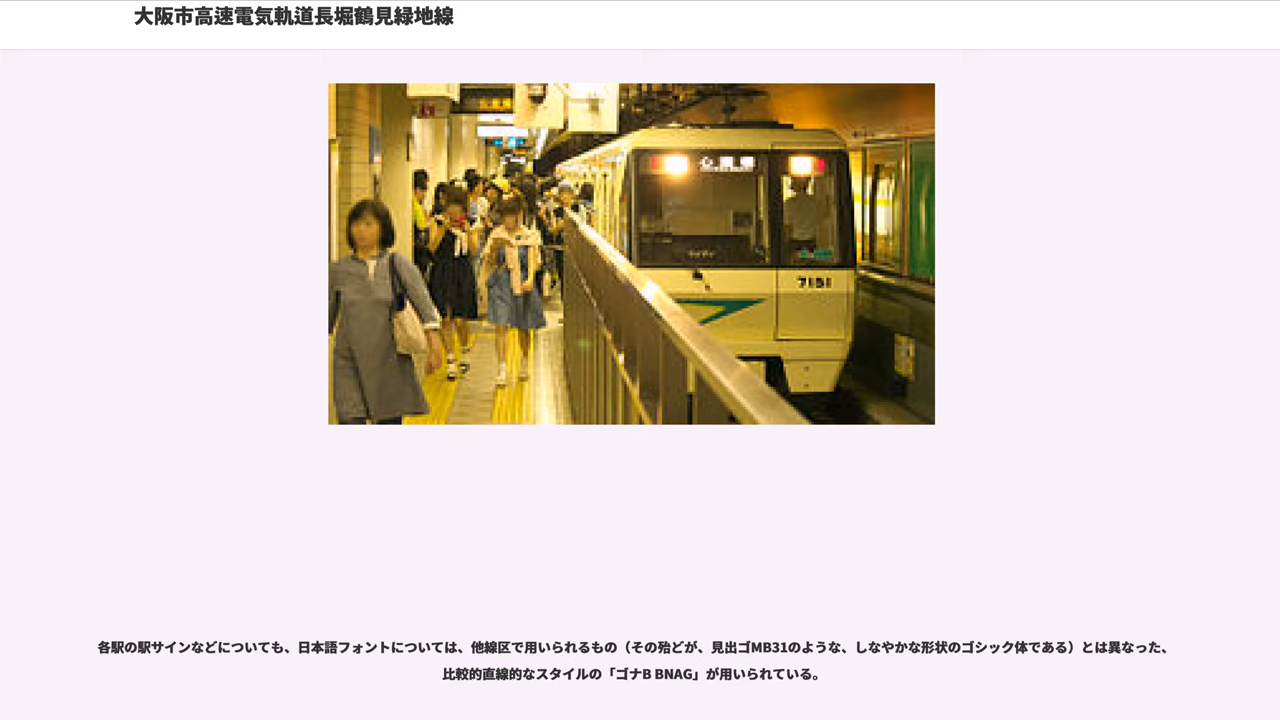 大阪市高速電気軌道長堀鶴見緑地線
心斎橋
7151
各駅の駅サインなどについても、日本語フォントについては、他線区で用いられるもの（その殆どが、見出ゴMB31のような、しなやかな形状のゴシック体である）とは異なった、
比較的直線的なスタイルの「ゴナB BNAG」が用いられている。